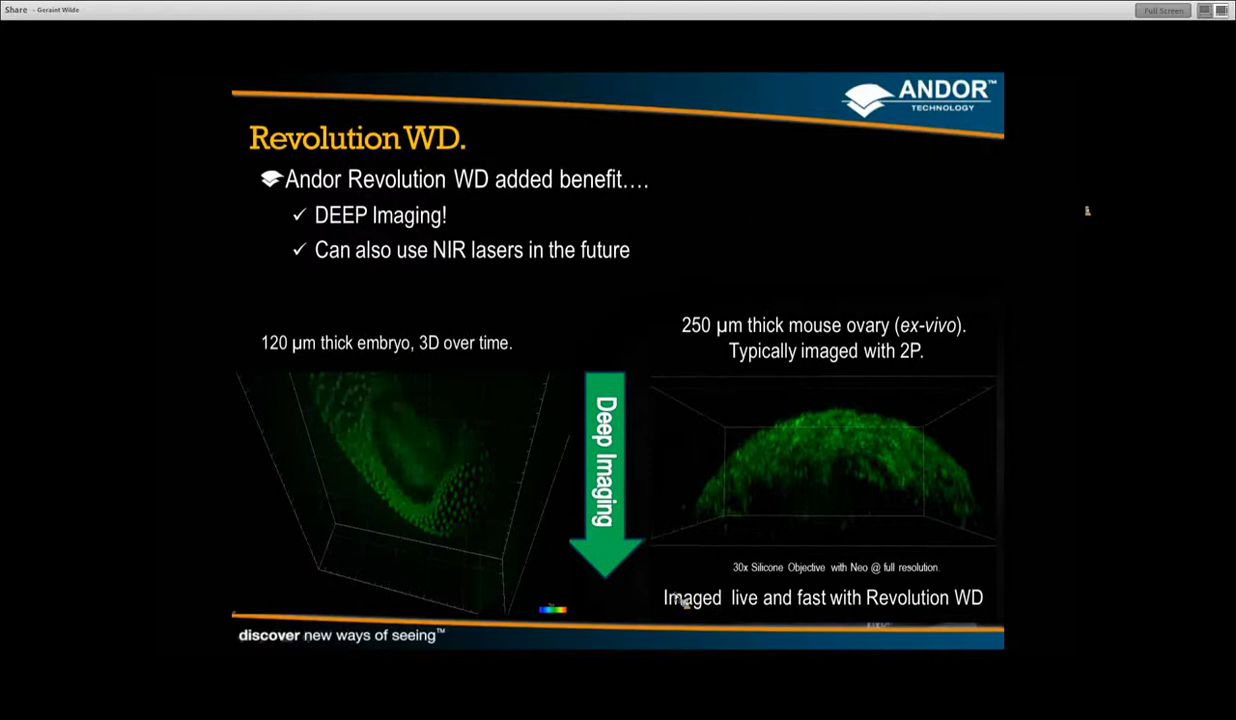 Share - Geraint Wilde
Full Screen
ANDOR™
TECHNOLOGY
Revolution WD.
Andor Revolution WD added benefit….
✓ DEEP Imaging!
✓ Can also use NIR lasers in the future
250 µm thick mouse ovary (ex-vivo).
Typically imaged with 2P.
120 µm thick embryo, 3D over time.
Deep Imaging
30x Silicone Objective with Neo @ full resolution.
Imaged live and fast with Revolution WD
discover new ways of seeing™